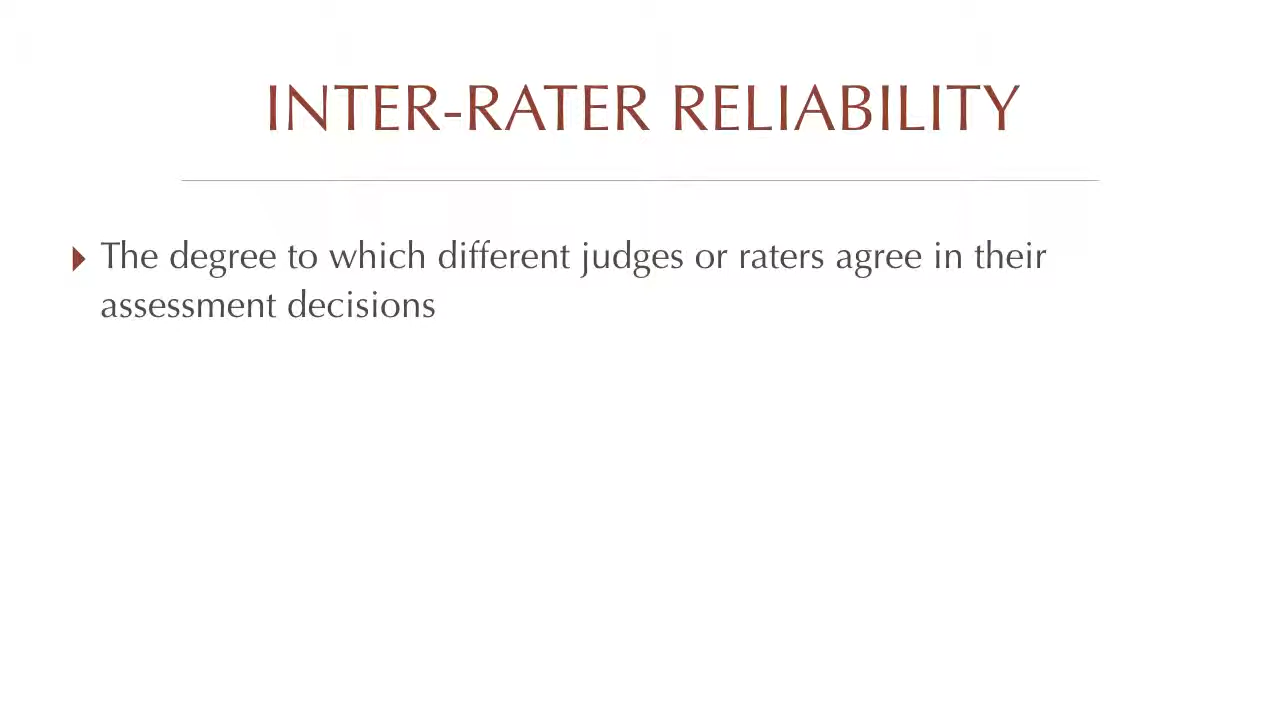 INTER-RATER RELIABILITY
The degree to which different judges or raters agree in their
assessment decisions